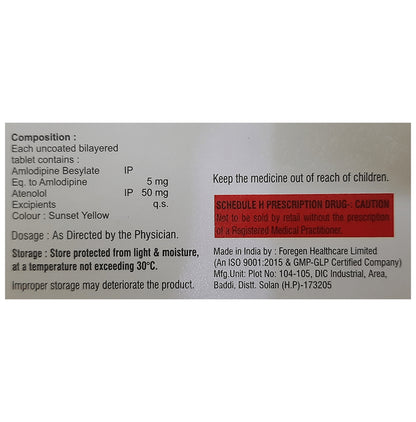 Composition :
Each uncoated bilayered
tablet contains :
Amlodipine Besylate IP
Eq. to Amlodipine 5 mg
Atenolol IP 50 mg
Excipients q.s.
Colour : Sunset Yellow
Dosage : As Directed by the Physician.
Storage : Store protected from light & moisture,
at a temperature not exceeding 30°C.
Improper storage may deteriorate the product.
Keep the medicine out of reach of children.
SCHEDULE H PRESCRIPTION DRUG-: CAUTION
Not to be sold by retail without the prescription
of a Registered Medical Practitioner.
Made in India by : Foregen Healthcare Limited
(An ISO 9001:2015 & GMP-GLP Certified Company)
Mfg.Unit: Plot No: 104-105, DIC Industrial, Area,
Baddi, Distt. Solan (H.P)-173205